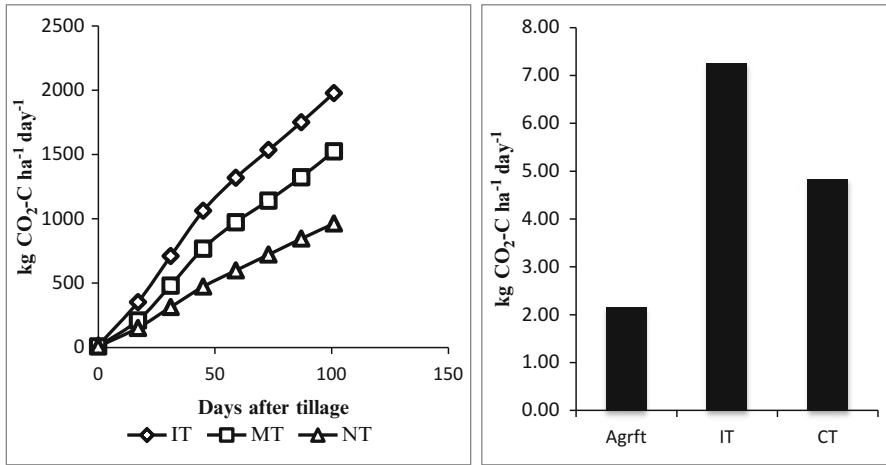 kg CO₂-C ha⁻¹ day⁻¹
2500
2000
1500
1000
500
0
0 50 100 150
Days after tillage
IT MT NT
kg CO₂-C ha⁻¹ day⁻¹
8.00
7.00
6.00
5.00
4.00
3.00
2.00
1.00
0.00
Agrft IT CT